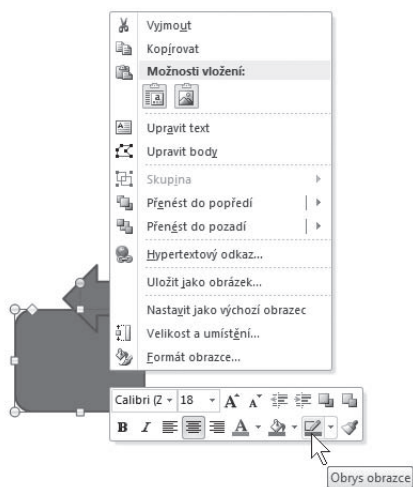 Vyjmout
Kopírovat
Možnosti vložení:
a
Upravit text
Upravit body
Skupina
Přenést do popředí
Přenést do pozadí
Hypertextový odkaz...
Uložit jako obrázek...
Nastavit jako výchozí obrazec
Velikost a umístění...
Formát obrazce...
Calibri (Z 18 A A
B I A
Obrys obrazce